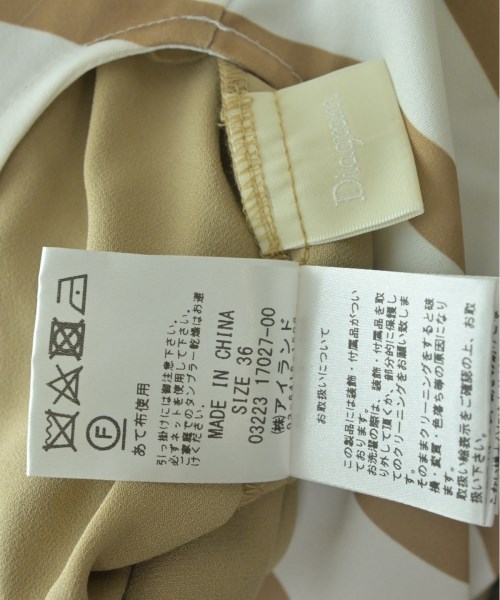 Diagram
F
あて布使用
引っ掛けには御注意下さい。
必ずネットを使用して下さい。
ご家庭でのタンブラー乾燥はお避
けください。
MADE IN CHINA
SIZE 36
03223 17027-00
(株)アイランド
お取扱いについて
この製品には装飾・付属品がつい
ております。
お洗濯の際は、装飾・付属品を取
り外して頂くか、部分的に保護し
てのクリーニングをお願い致しま
す。
そのままクリーニングをすると破
損・変質・色落ち等の原因になり
ます。
取扱い絵表示をご確認の上、お取